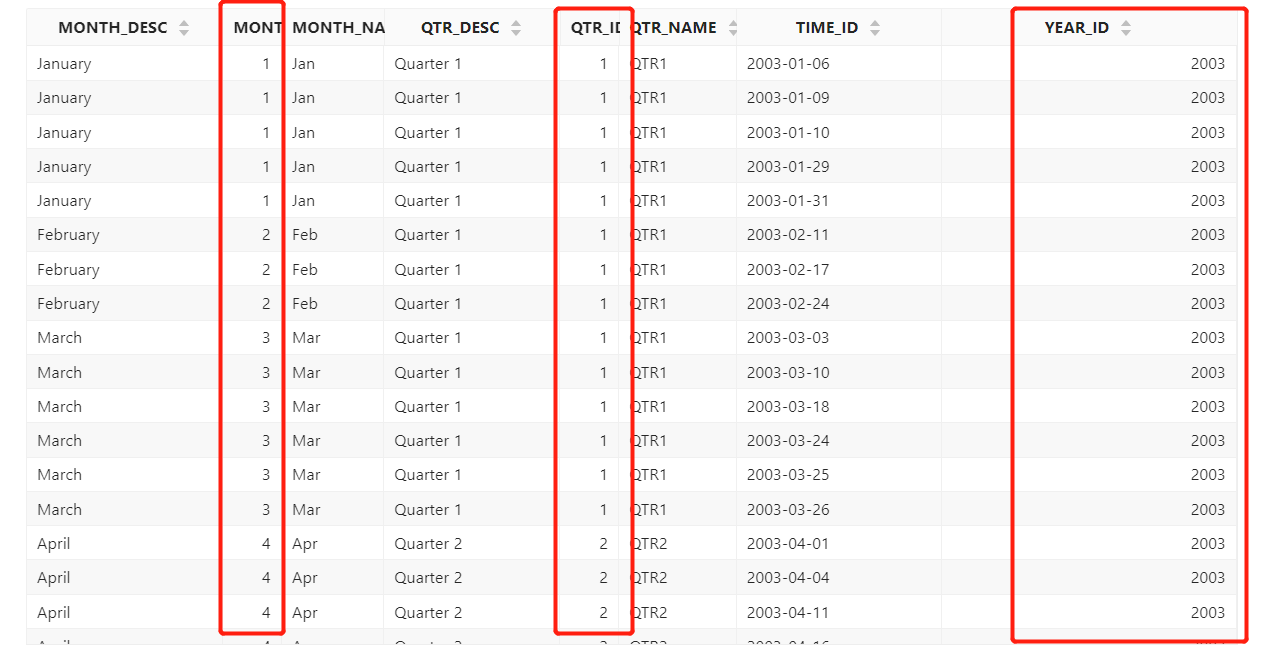 MONTH_DESC MONT MONTH_NA QTR_DESC QTR_ID QTR_NAME TIME_ID YEAR_ID
January 1 Jan Quarter 1 1 QTR1 2003-01-06 2003
January 1 Jan Quarter 1 1 QTR1 2003-01-09 2003
January 1 Jan Quarter 1 1 QTR1 2003-01-10 2003
January 1 Jan Quarter 1 1 QTR1 2003-01-29 2003
January 1 Jan Quarter 1 1 QTR1 2003-01-31 2003
February 2 Feb Quarter 1 1 QTR1 2003-02-11 2003
February 2 Feb Quarter 1 1 QTR1 2003-02-17 2003
February 2 Feb Quarter 1 1 QTR1 2003-02-24 2003
March 3 Mar Quarter 1 1 QTR1 2003-03-03 2003
March 3 Mar Quarter 1 1 QTR1 2003-03-10 2003
March 3 Mar Quarter 1 1 QTR1 2003-03-18 2003
March 3 Mar Quarter 1 1 QTR1 2003-03-24 2003
March 3 Mar Quarter 1 1 QTR1 2003-03-25 2003
March 3 Mar Quarter 1 1 QTR1 2003-03-26 2003
April 4 Apr Quarter 2 2 QTR2 2003-04-01 2003
April 4 Apr Quarter 2 2 QTR2 2003-04-04 2003
April 4 Apr Quarter 2 2 QTR2 2003-04-11 2003